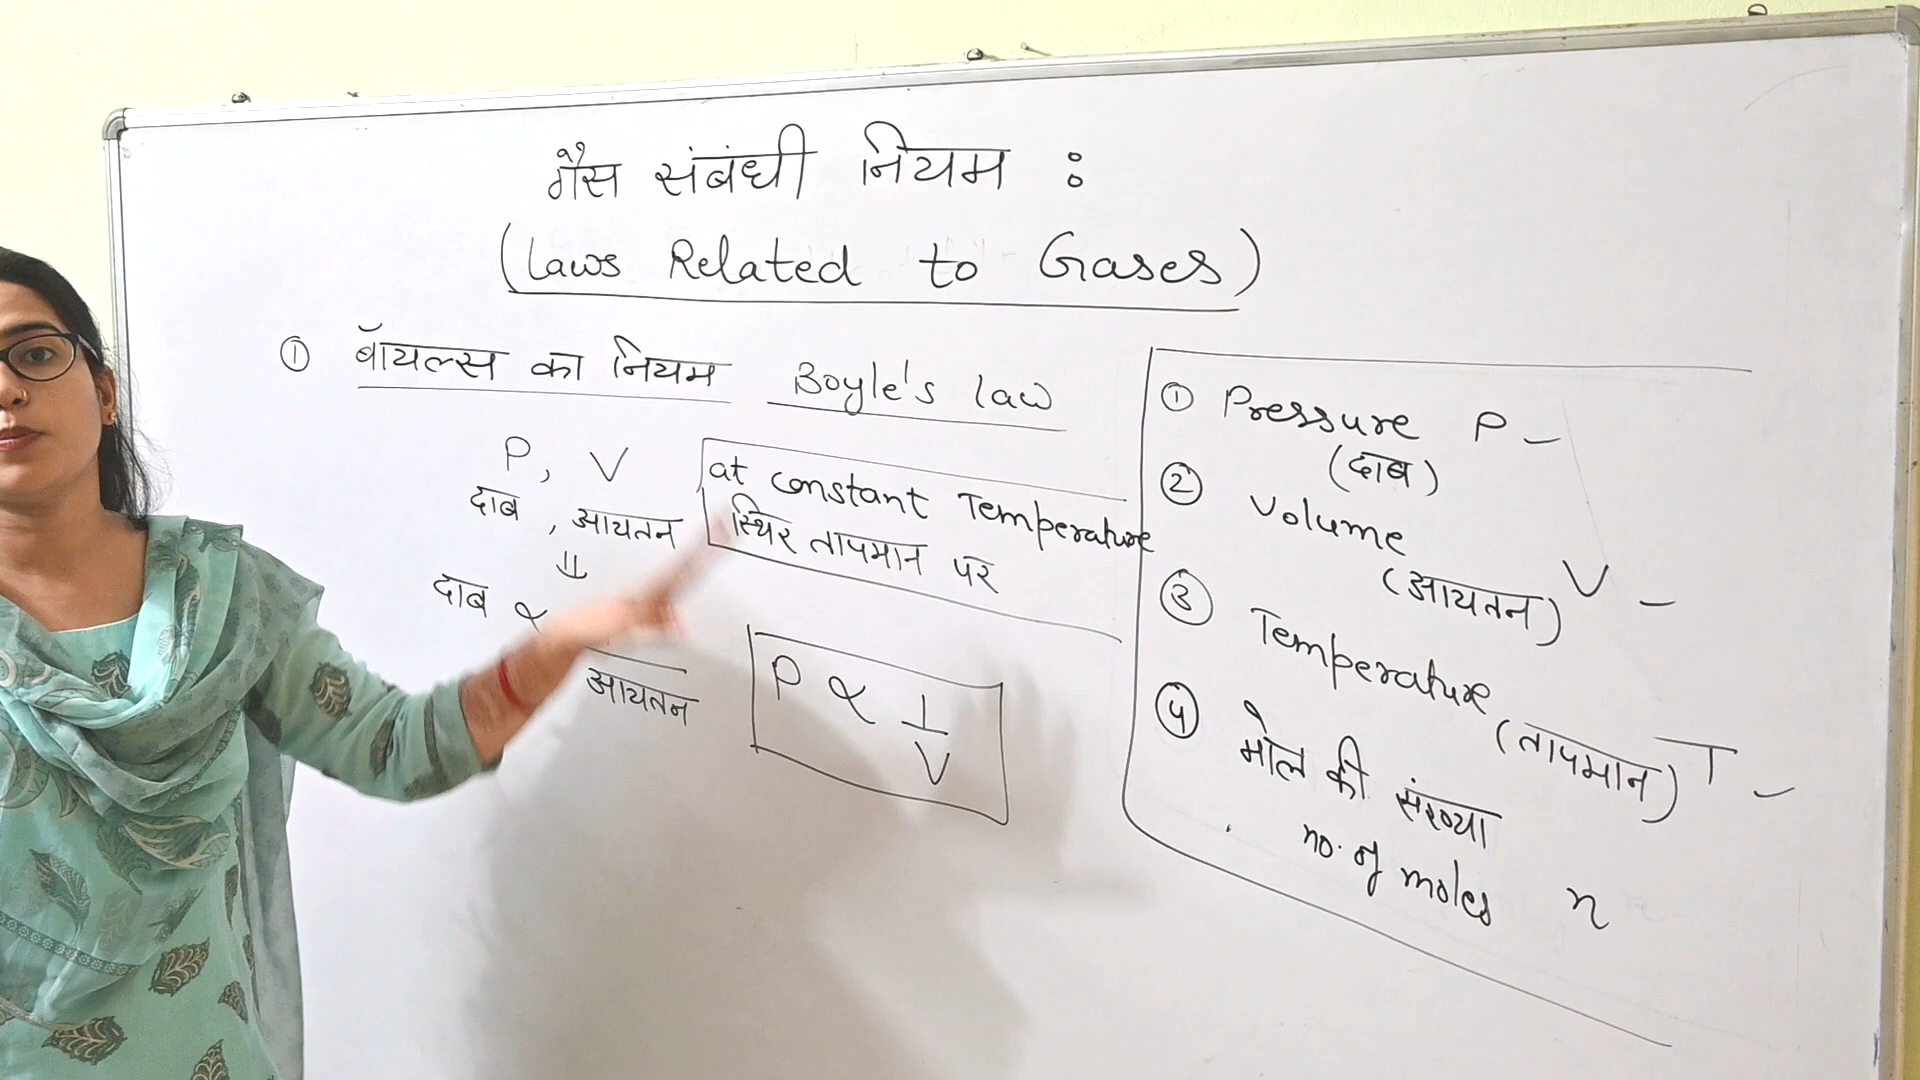 गैस संबंधी नियम :
(Laws Related to Gases)
① बॉयल्स का नियम Boyle's law
P, V
दाब , आयतन
⇓
दाब ∝
आयतन
at constant Temperature
स्थिर तापमान पर
P ∝ 1/V
① Pressure P –
(दाब)
② Volume
(आयतन) V –
③ Temperature
(तापमान) T –
④ मोल की संख्या
no. of moles n